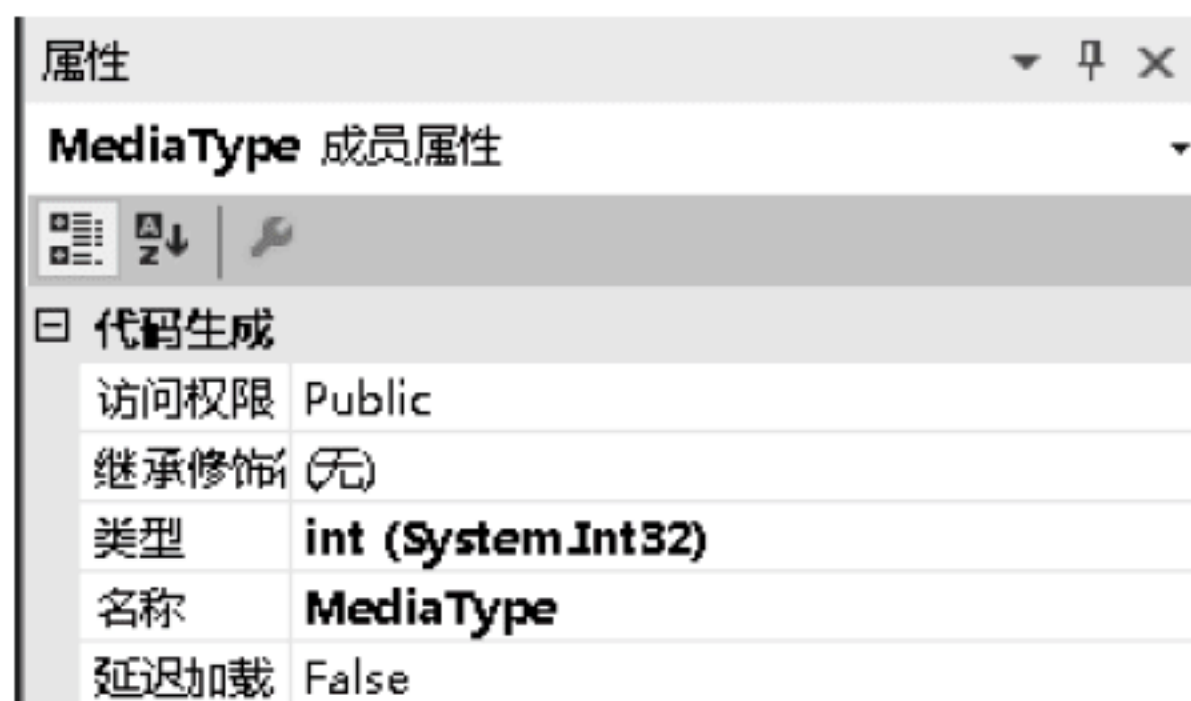 属性
MediaType 成员属性
代码生成
访问权限 Public
继承修饰 (无)
类型 int (System.Int32)
名称 MediaType
延迟加载 False